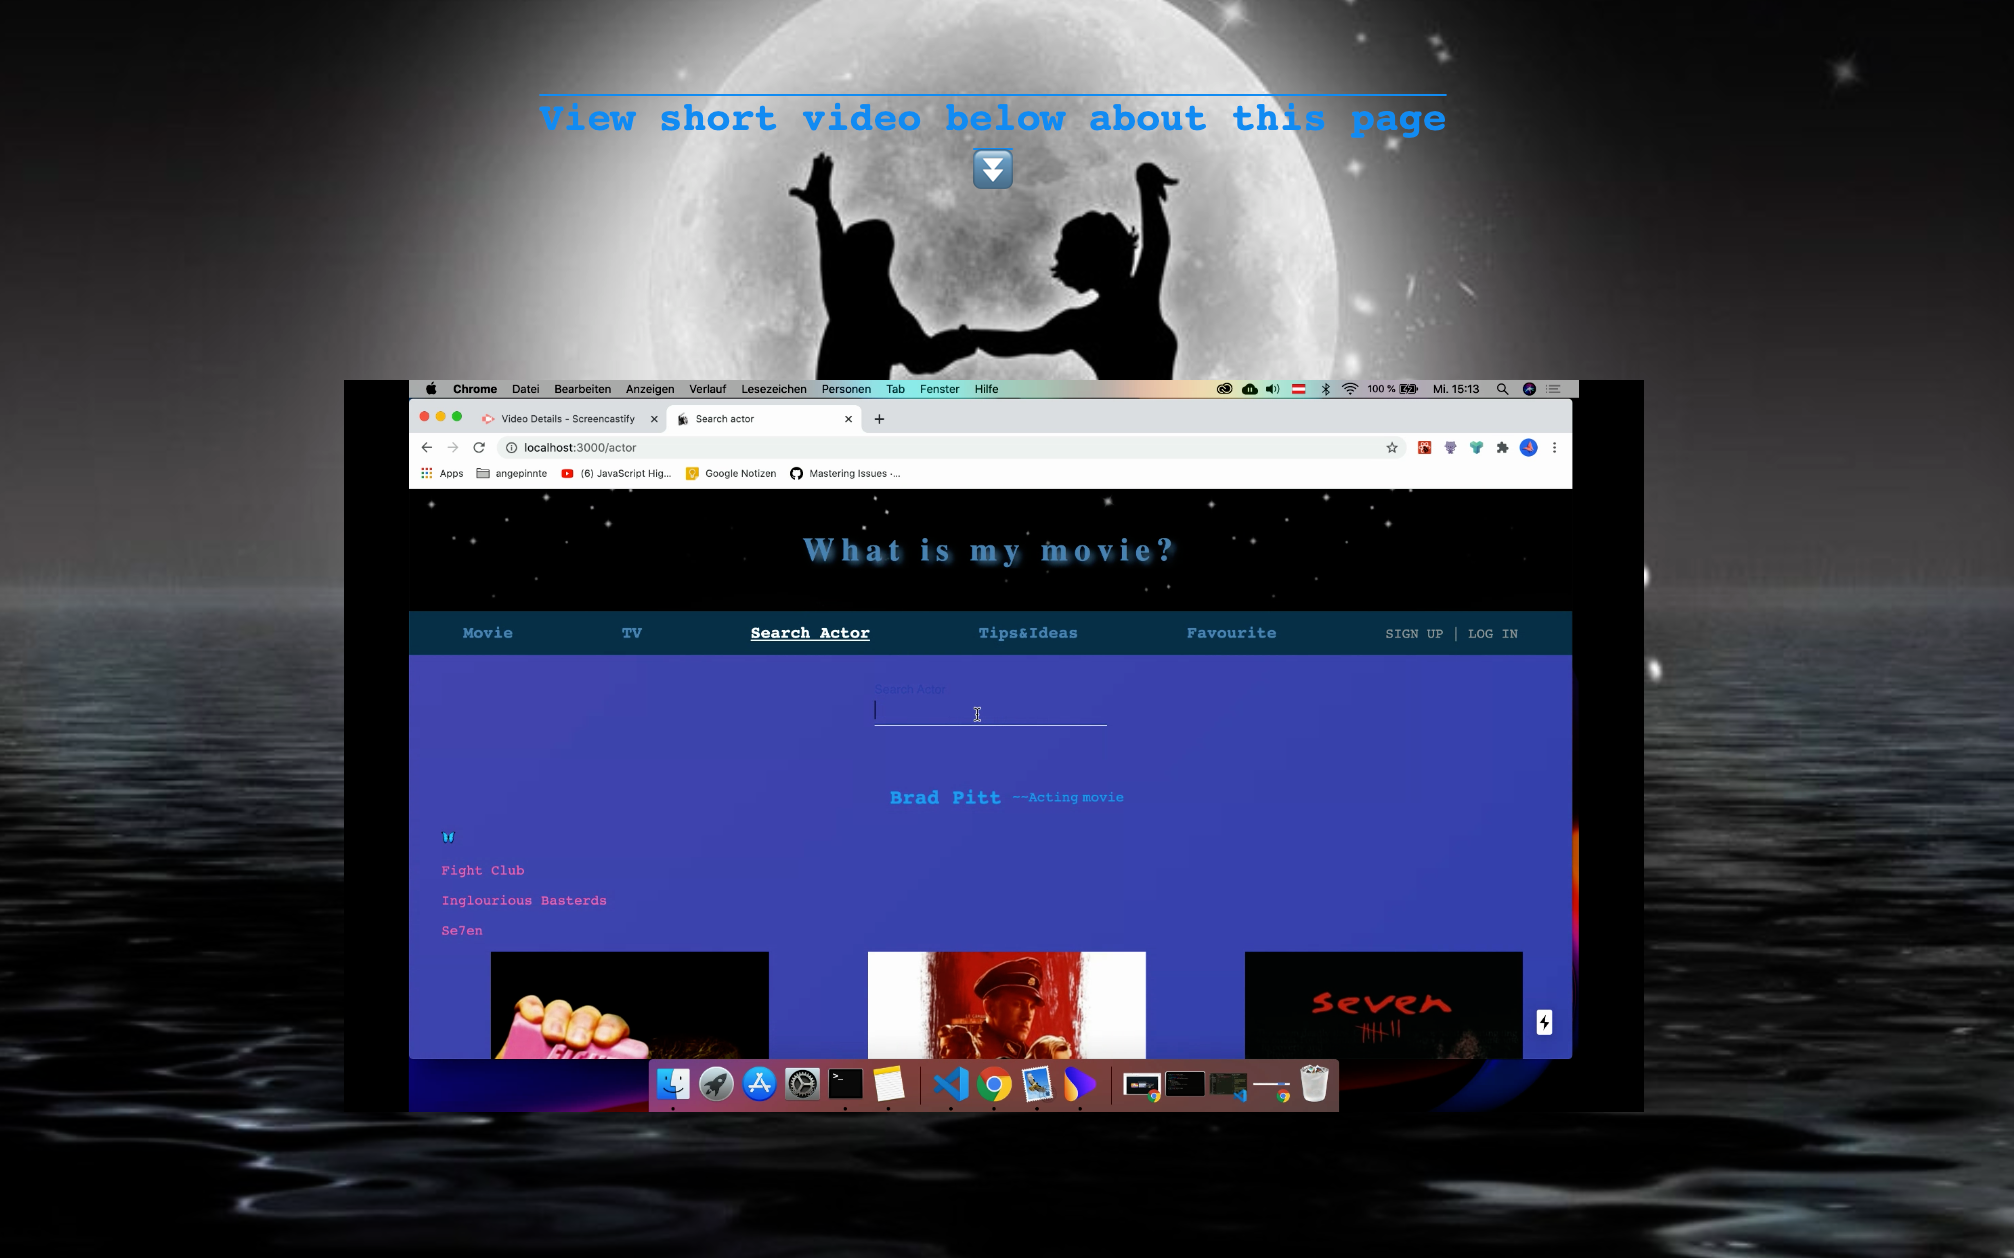 View short video below about this page
Chrome Datei Bearbeiten Anzeigen Verlauf Lesezeichen Personen Tab Fenster Hilfe 100 % Mi. 15:13
Video Details - Screencastify Search actor
localhost:3000/actor
Apps angepinnte (6) JavaScript Hig... Google Notizen Mastering Issues ·...
What is my movie?
Movie TV Search Actor Tips&Ideas Favourite SIGN UP | LOG IN
Search Actor
Brad Pitt --Acting movie
Fight Club
Inglourious Basterds
Se7en
seven